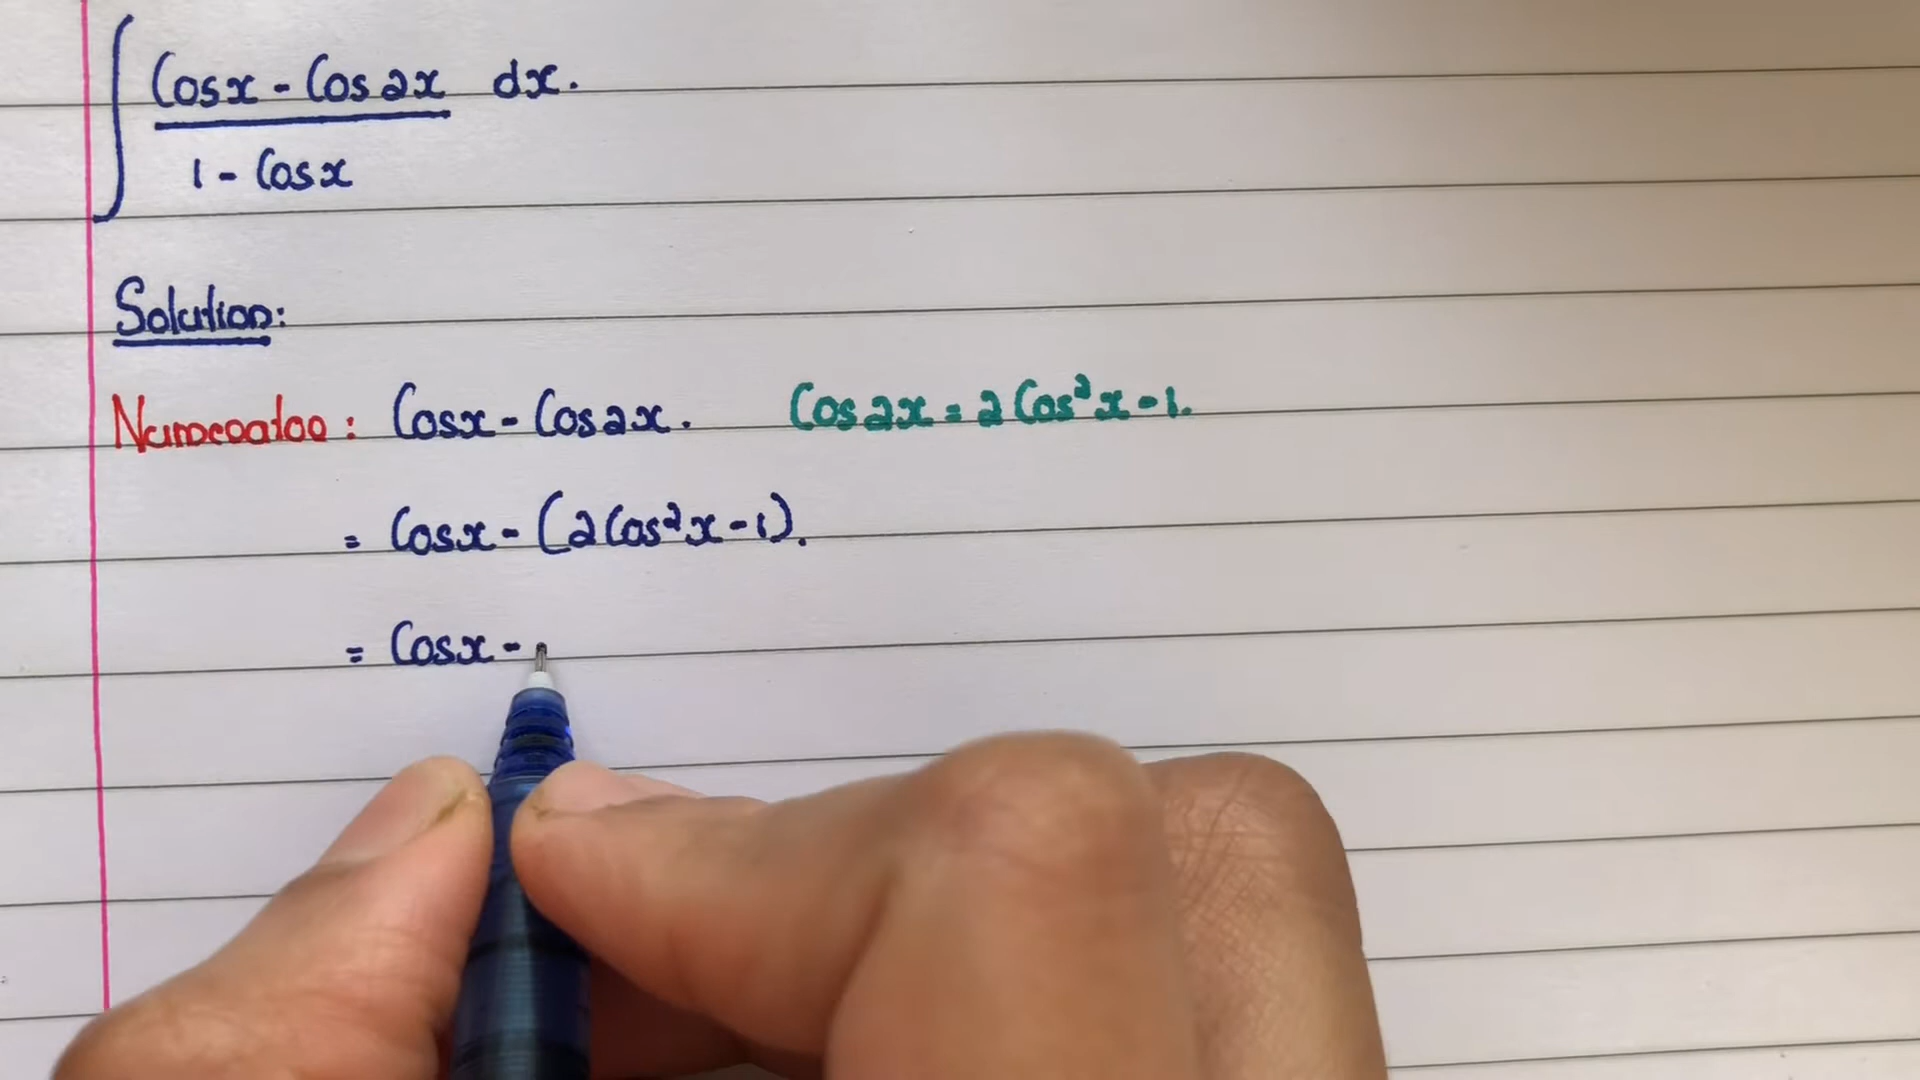 ∫ Cosx - Cos2x dx.
1 - Cosx
Solution:
Numerator: Cosx - Cos2x. Cos2x = 2Cos²x - 1.
= Cosx - (2Cos²x - 1).
= Cosx -